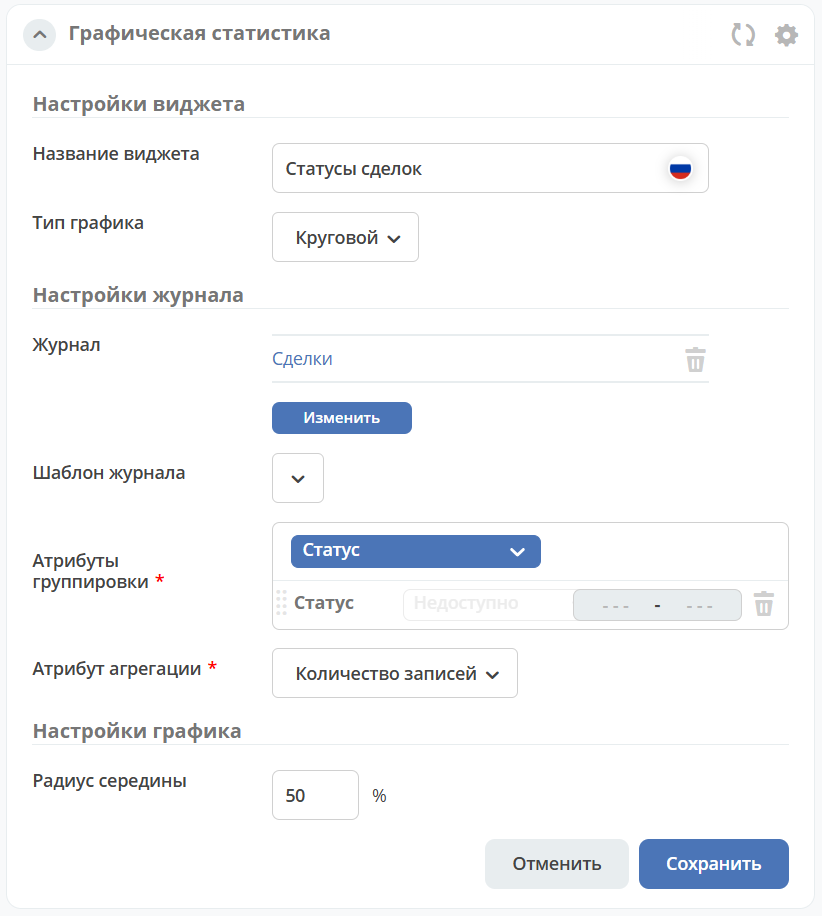 Графическая статистика
Настройки виджета
Название виджета
Статусы сделок
Тип графика
Круговой
Настройки журнала
Журнал
Сделки
Изменить
Шаблон журнала
Атрибуты
группировки *
Статус
Статус Недоступно --- - ---
Атрибут агрегации *
Количество записей
Настройки графика
Радиус середины
50 %
Отменить Сохранить